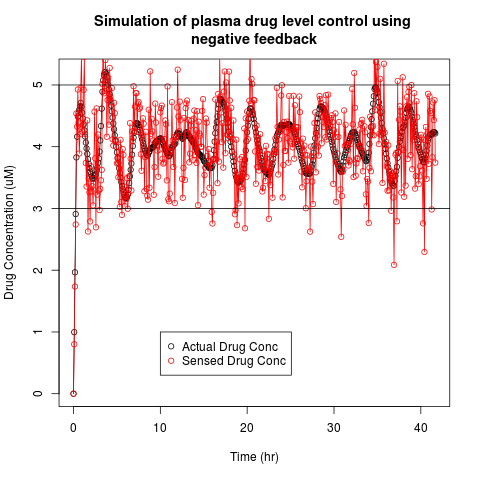 Simulation of plasma drug level control using
negative feedback
Drug Concentration (uM)
5
4
3
2
1
0
Actual Drug Conc
Sensed Drug Conc
0
10
20
30
40
Time (hr)